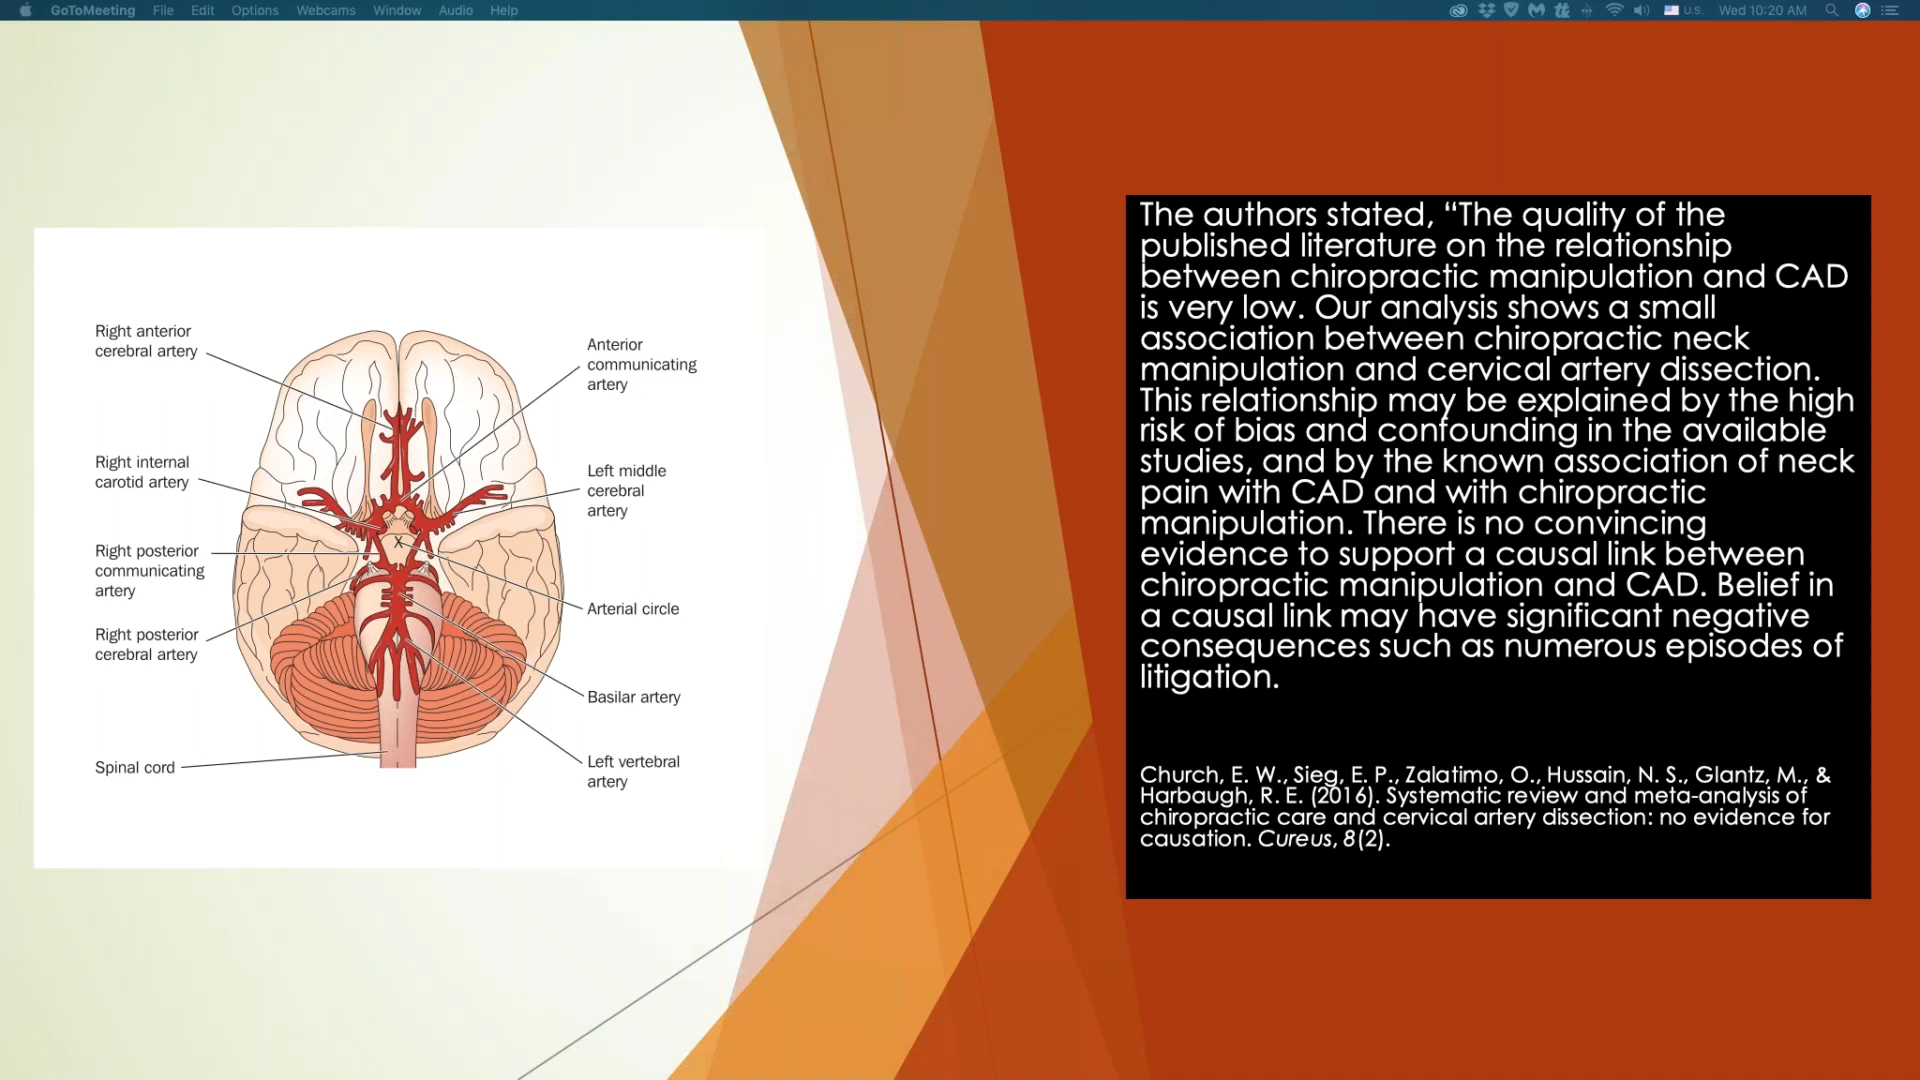 GoToMeeting File Edit Options Webcams Window Audio Help
U.S. Wed 10:20 AM
Right anterior
cerebral artery
Right internal
carotid artery
Right posterior
communicating
artery
Right posterior
cerebral artery
Spinal cord
Anterior
communicating
artery
Left middle
cerebral
artery
X
Arterial circle
Basilar artery
Left vertebral
artery
The authors stated, “The quality of the
published literature on the relationship
between chiropractic manipulation and CAD
is very low. Our analysis shows a small
association between chiropractic neck
manipulation and cervical artery dissection.
This relationship may be explained by the high
risk of bias and confounding in the available
studies, and by the known association of neck
pain with CAD and with chiropractic
manipulation. There is no convincing
evidence to support a causal link between
chiropractic manipulation and CAD. Belief in
a causal link may have significant negative
consequences such as numerous episodes of
litigation.
Church, E. W., Sieg, E. P., Zalatimo, O., Hussain, N. S., Glantz, M., &
Harbaugh, R. E. (2016). Systematic review and meta-analysis of
chiropractic care and cervical artery dissection: no evidence for
causation. Cureus, 8(2).